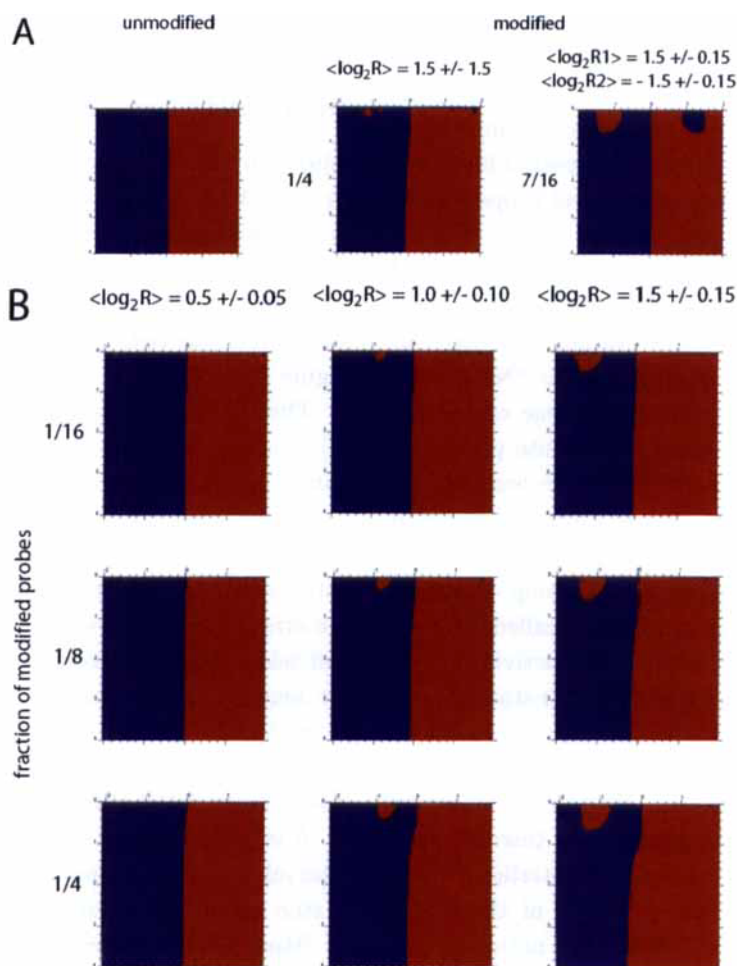 A
unmodified
modified
<log₂R> = 1.5 +/- 1.5
<log₂R1> = 1.5 +/- 0.15
<log₂R2> = - 1.5 +/- 0.15
1/4
7/16
B
<log₂R> = 0.5 +/- 0.05
<log₂R> = 1.0 +/- 0.10
<log₂R> = 1.5 +/- 0.15
fraction of modified probes
1/16
1/8
1/4